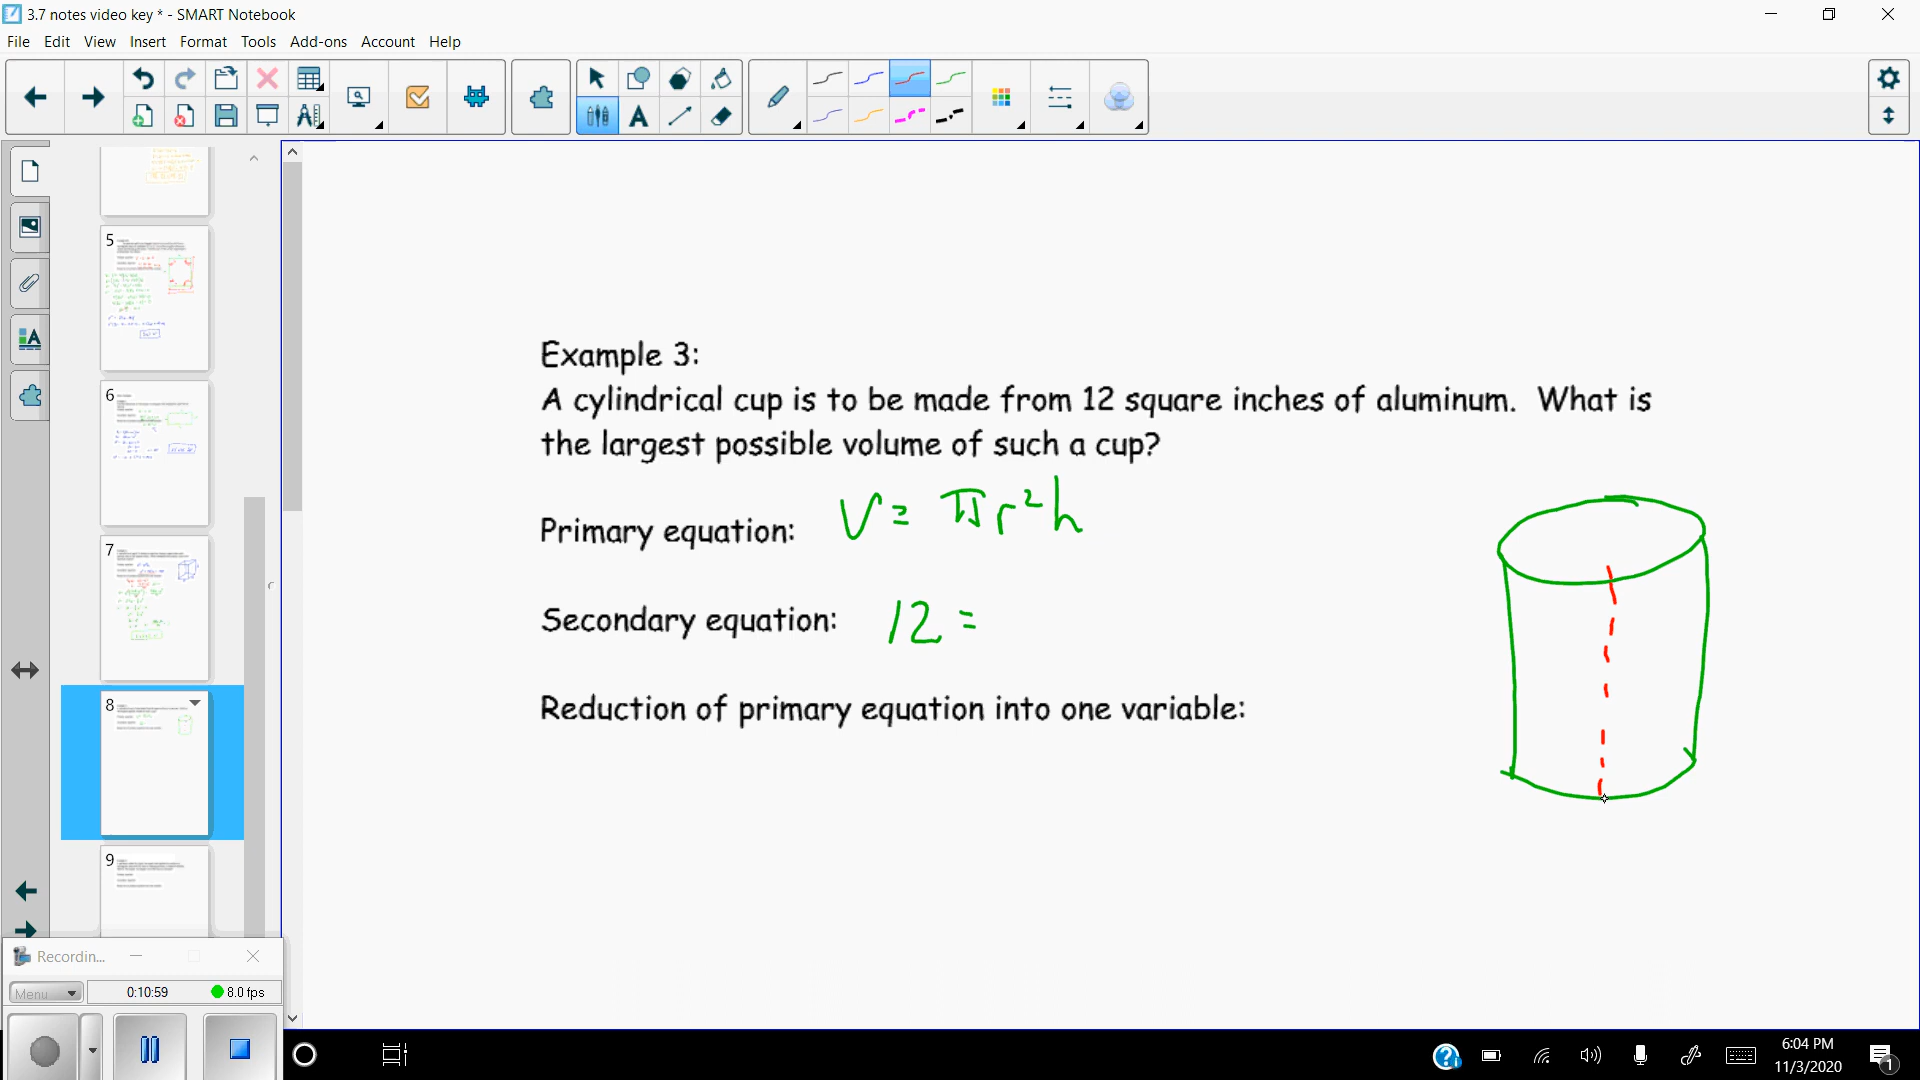 3.7 notes video key * - SMART Notebook
File Edit View Insert Format Tools Add-ons Account Help
5
6
7
8
9
Example 3:
A cylindrical cup is to be made from 12 square inches of aluminum. What is
the largest possible volume of such a cup?
Primary equation: V = πr²h
Secondary equation: 12 =
Reduction of primary equation into one variable:
Recordin...
Menu 0:10:59 8.0 fps
6:04 PM
11/3/2020
1